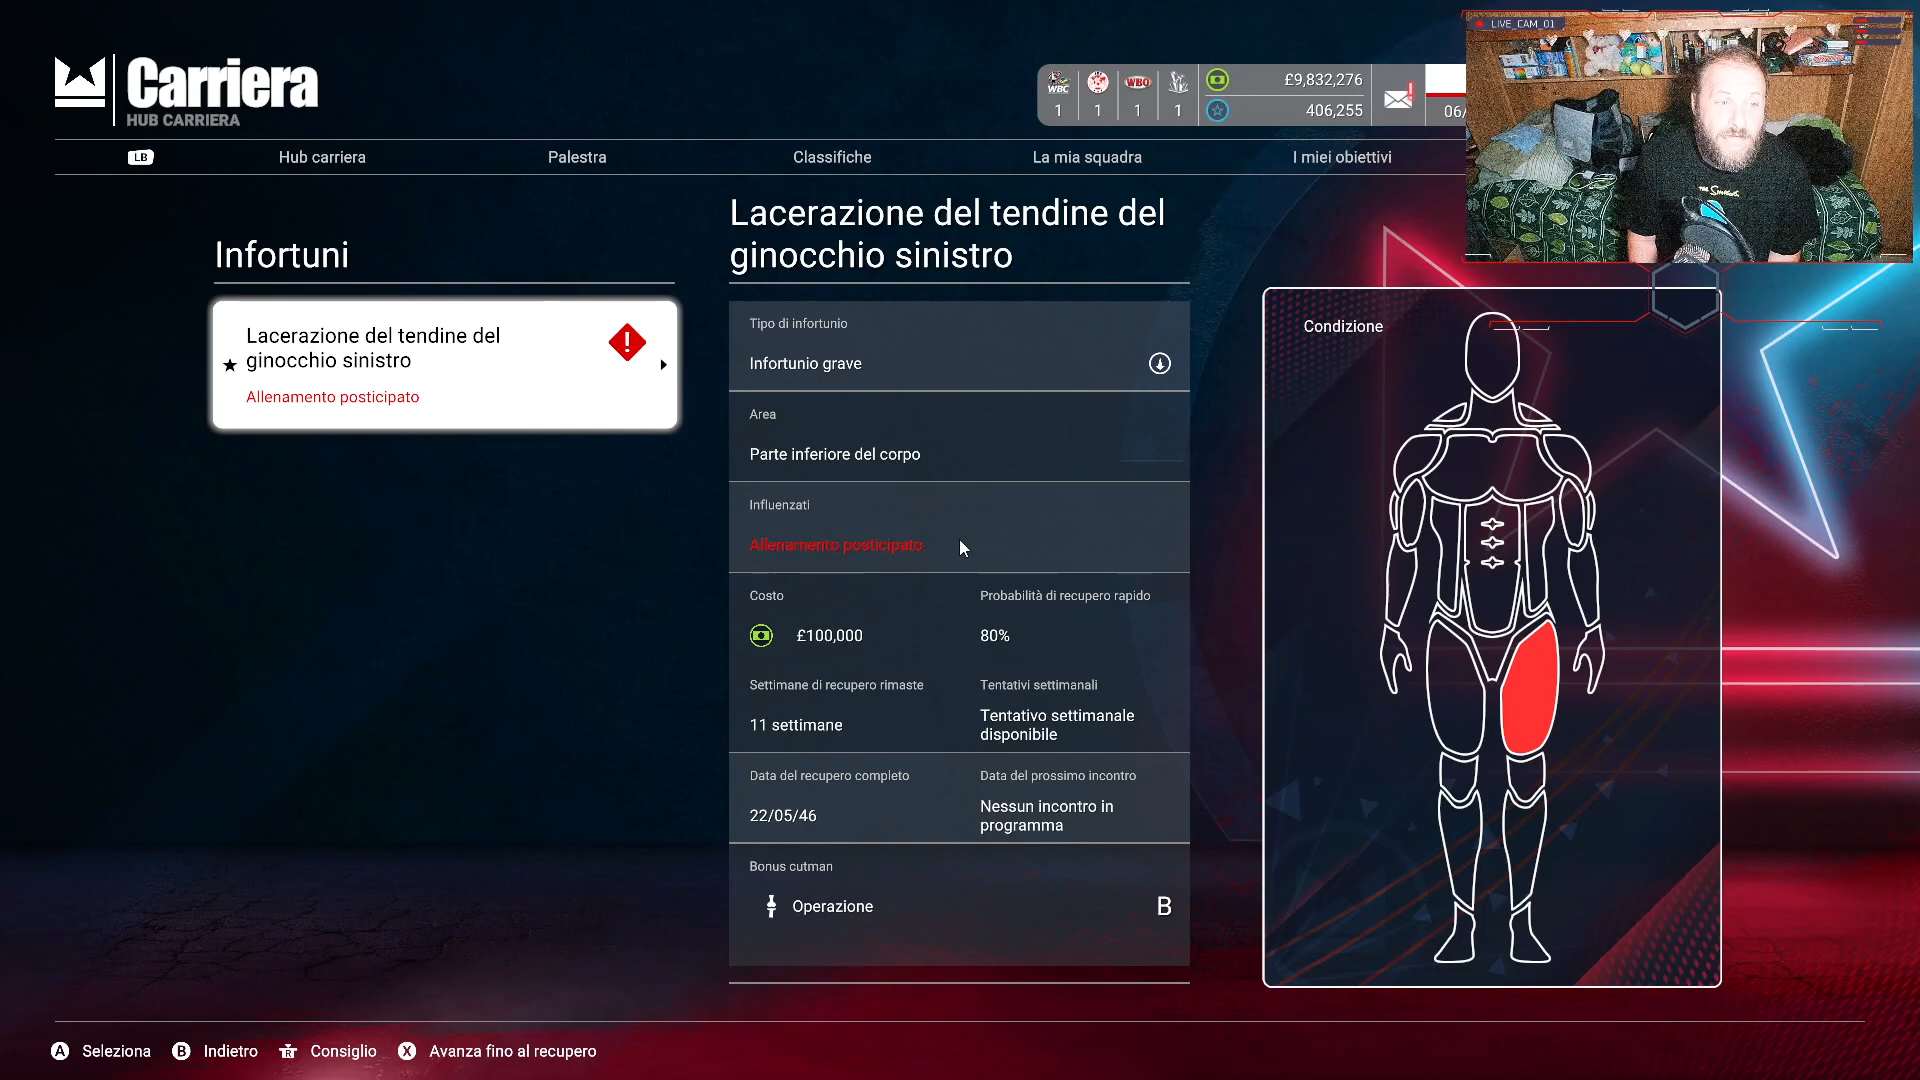 LIVE CAM 01
Carriera
HUB CARRIERA
WBC
WBO
1
1
1
1
£9,832,276
406,255
06/
LB
Hub carriera
Palestra
Classifiche
La mia squadra
I miei obiettivi
Infortuni
Lacerazione del tendine del
ginocchio sinistro
Allenamento posticipato
Lacerazione del tendine del
ginocchio sinistro
Tipo di infortunio
Infortunio grave
Area
Parte inferiore del corpo
Influenzati
Allenamento posticipato
Costo
£100,000
Probabilità di recupero rapido
80%
Settimane di recupero rimaste
11 settimane
Tentativi settimanali
Tentativo settimanale
disponibile
Data del recupero completo
22/05/46
Data del prossimo incontro
Nessun incontro in
programma
Bonus cutman
Operazione
B
Condizione
A Seleziona
B Indietro
R Consiglio
X Avanza fino al recupero